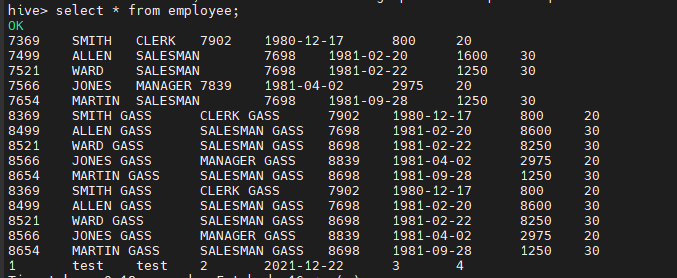 hive> select * from employee;
OK
7369 SMITH CLERK 7902 1980-12-17 800 20
7499 ALLEN SALESMAN 7698 1981-02-20 1600 30
7521 WARD SALESMAN 7698 1981-02-22 1250 30
7566 JONES MANAGER 7839 1981-04-02 2975 20
7654 MARTIN SALESMAN 7698 1981-09-28 1250 30
8369 SMITH GASS CLERK GASS 7902 1980-12-17 800 20
8499 ALLEN GASS SALESMAN GASS 7698 1981-02-20 8600 30
8521 WARD GASS SALESMAN GASS 8698 1981-02-22 8250 30
8566 JONES GASS MANAGER GASS 8839 1981-04-02 2975 20
8654 MARTIN GASS SALESMAN GASS 8698 1981-09-28 1250 30
8369 SMITH GASS CLERK GASS 7902 1980-12-17 800 20
8499 ALLEN GASS SALESMAN GASS 7698 1981-02-20 8600 30
8521 WARD GASS SALESMAN GASS 8698 1981-02-22 8250 30
8566 JONES GASS MANAGER GASS 8839 1981-04-02 2975 20
8654 MARTIN GASS SALESMAN GASS 8698 1981-09-28 1250 30
1 test test 2 2021-12-22 3 4